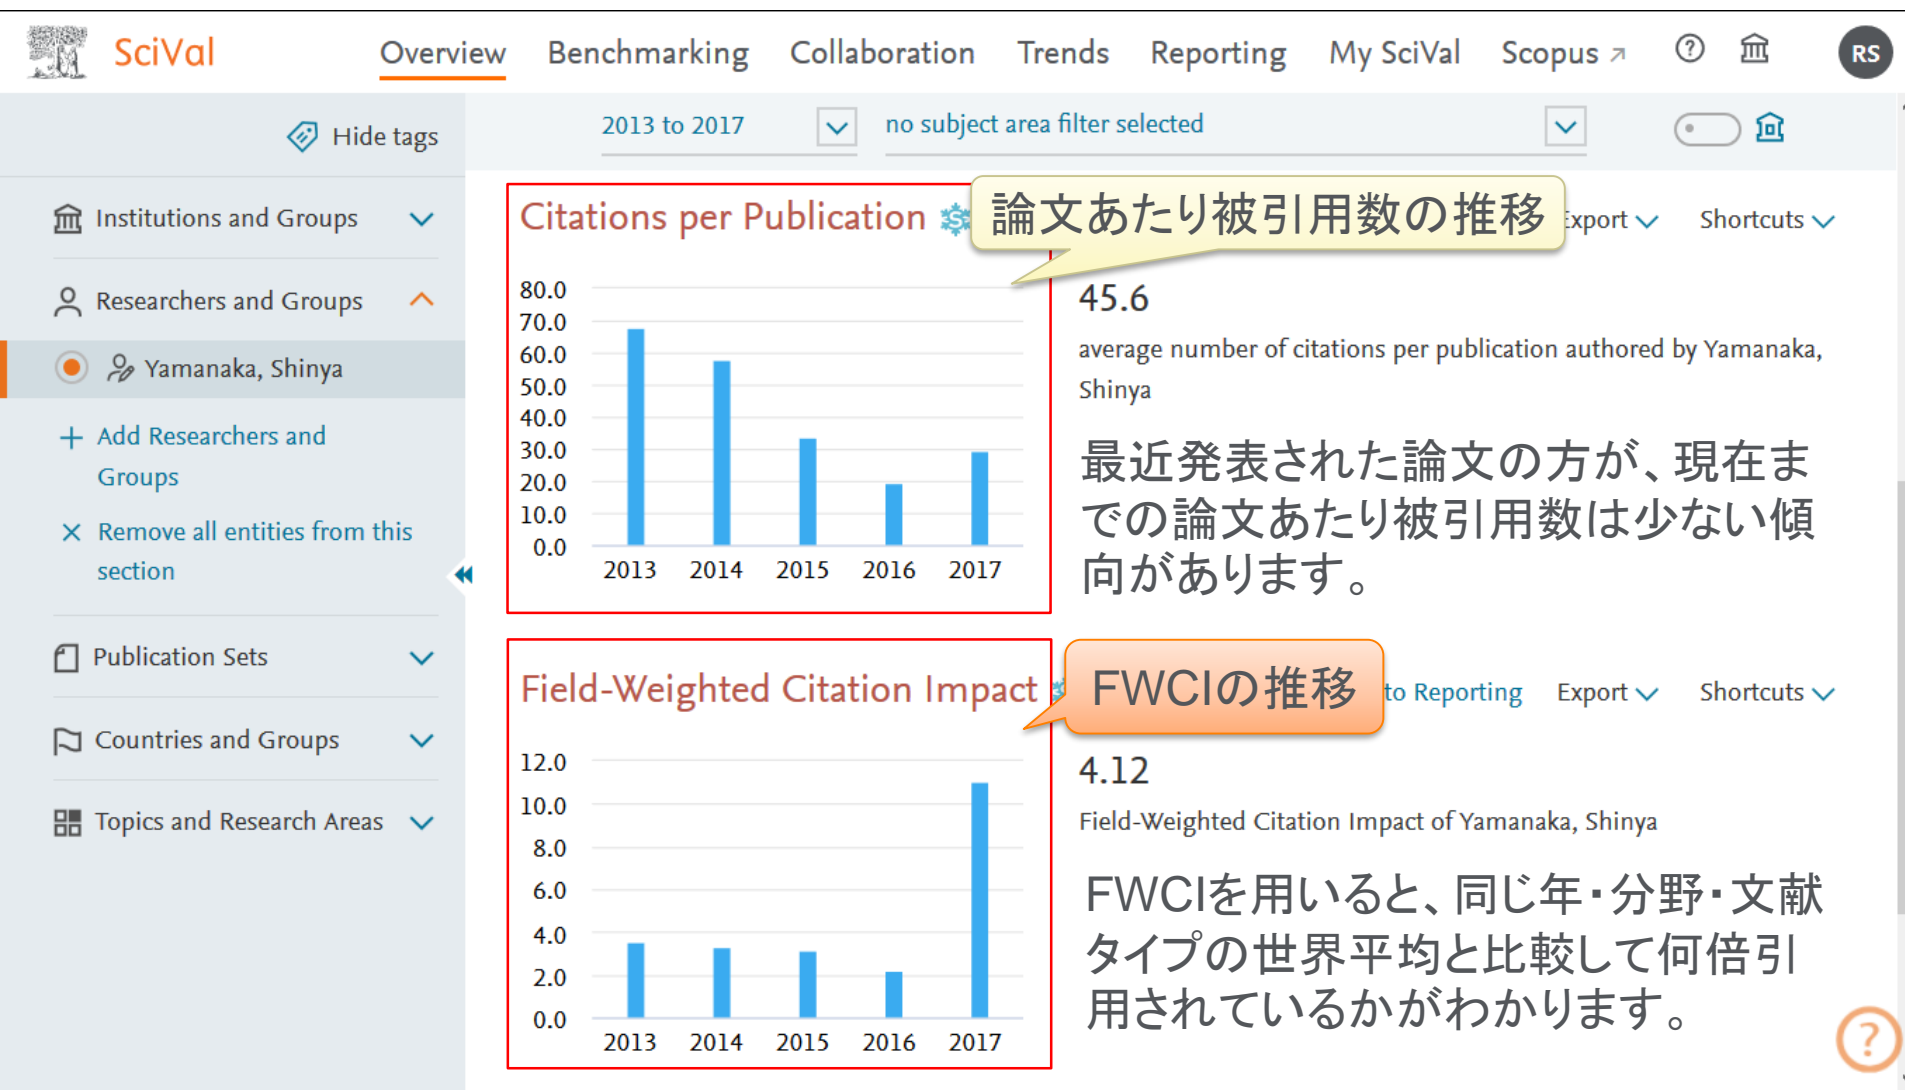 SciVal
Overview Benchmarking Collaboration Trends Reporting My SciVal Scopus RS
Hide tags
2013 to 2017 no subject area filter selected
Institutions and Groups
Researchers and Groups
Yamanaka, Shinya
+ Add Researchers and
Groups
× Remove all entities from this
section
Publication Sets
Countries and Groups
Topics and Research Areas
Citations per Publication
論文あたり被引用数の推移
Export Shortcuts
80.0
70.0
60.0
50.0
40.0
30.0
20.0
10.0
0.0
2013 2014 2015 2016 2017
45.6
average number of citations per publication authored by Yamanaka,
Shinya
最近発表された論文の方が、現在ま
での論文あたり被引用数は少ない傾
向があります。
Field-Weighted Citation Impact
FWCIの推移
to Reporting Export Shortcuts
12.0
10.0
8.0
6.0
4.0
2.0
0.0
2013 2014 2015 2016 2017
4.12
Field-Weighted Citation Impact of Yamanaka, Shinya
FWCIを用いると、同じ年・分野・文献
タイプの世界平均と比較して何倍引
用されているかがわかります。
?